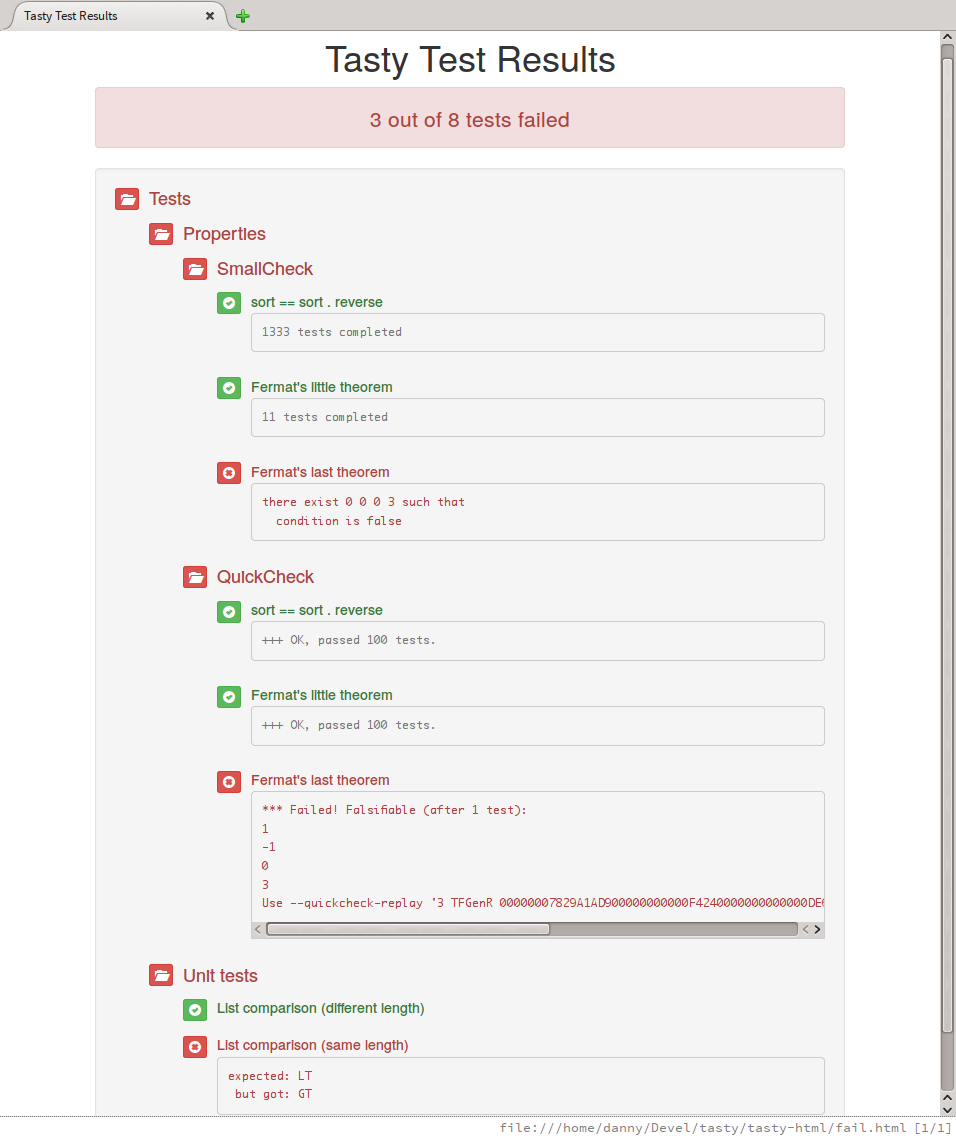 Tasty Test Results
Tasty Test Results
3 out of 8 tests failed
Tests
Properties
SmallCheck
sort == sort . reverse
1333 tests completed
Fermat's little theorem
11 tests completed
Fermat's last theorem
there exist 0 0 0 3 such that
condition is false
QuickCheck
sort == sort . reverse
+++ OK, passed 100 tests.
Fermat's little theorem
+++ OK, passed 100 tests.
Fermat's last theorem
*** Failed! Falsifiable (after 1 test):
1
-1
0
3
Use --quickcheck-replay '3 TFGenR 00000007829A1AD900000000000F4240000000000000DE
Unit tests
List comparison (different length)
List comparison (same length)
expected: LT
but got: GT
file:///home/danny/Devel/tasty/tasty-html/fail.html [1/1]